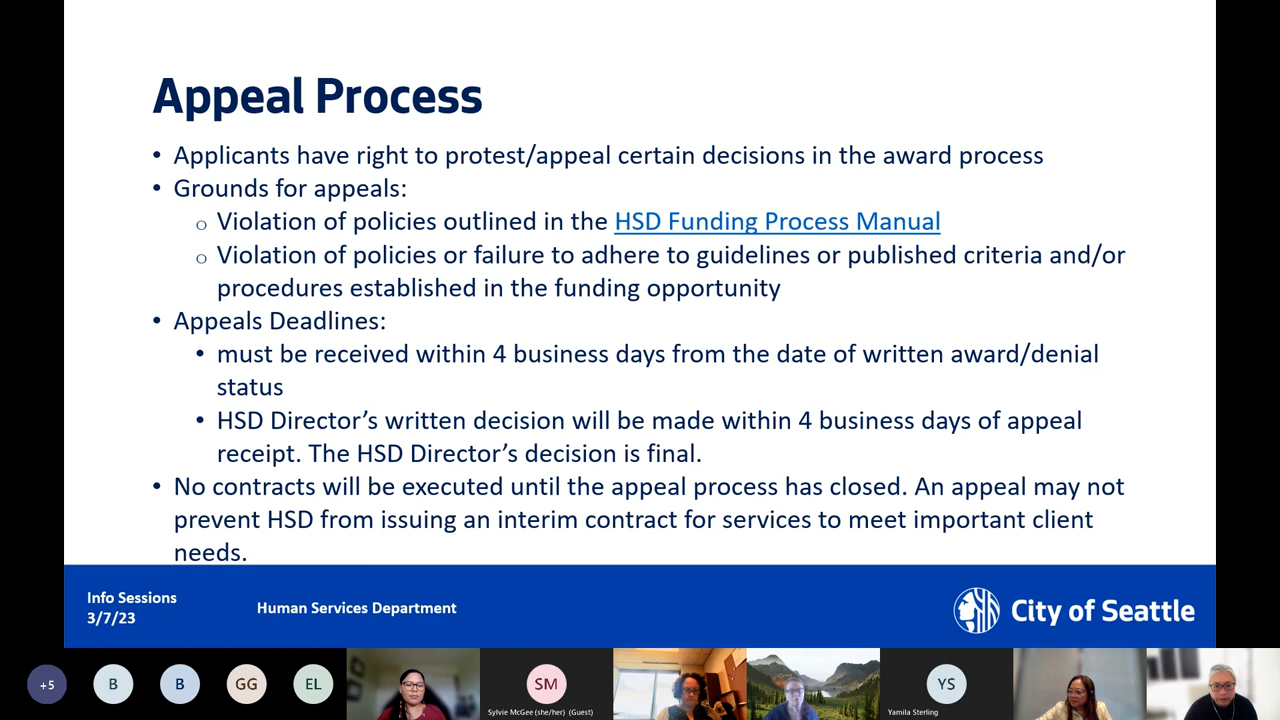 Appeal Process
• Applicants have right to protest/appeal certain decisions in the award process
• Grounds for appeals:
o Violation of policies outlined in the HSD Funding Process Manual
o Violation of policies or failure to adhere to guidelines or published criteria and/or
procedures established in the funding opportunity
• Appeals Deadlines:
• must be received within 4 business days from the date of written award/denial
status
• HSD Director’s written decision will be made within 4 business days of appeal
receipt. The HSD Director’s decision is final.
• No contracts will be executed until the appeal process has closed. An appeal may not
prevent HSD from issuing an interim contract for services to meet important client
needs.
Info Sessions
3/7/23
Human Services Department
City of Seattle
+5
B
B
GG
EL
SM
Sylvie McGee (she/her) (Guest)
YS
Yamila Sterling